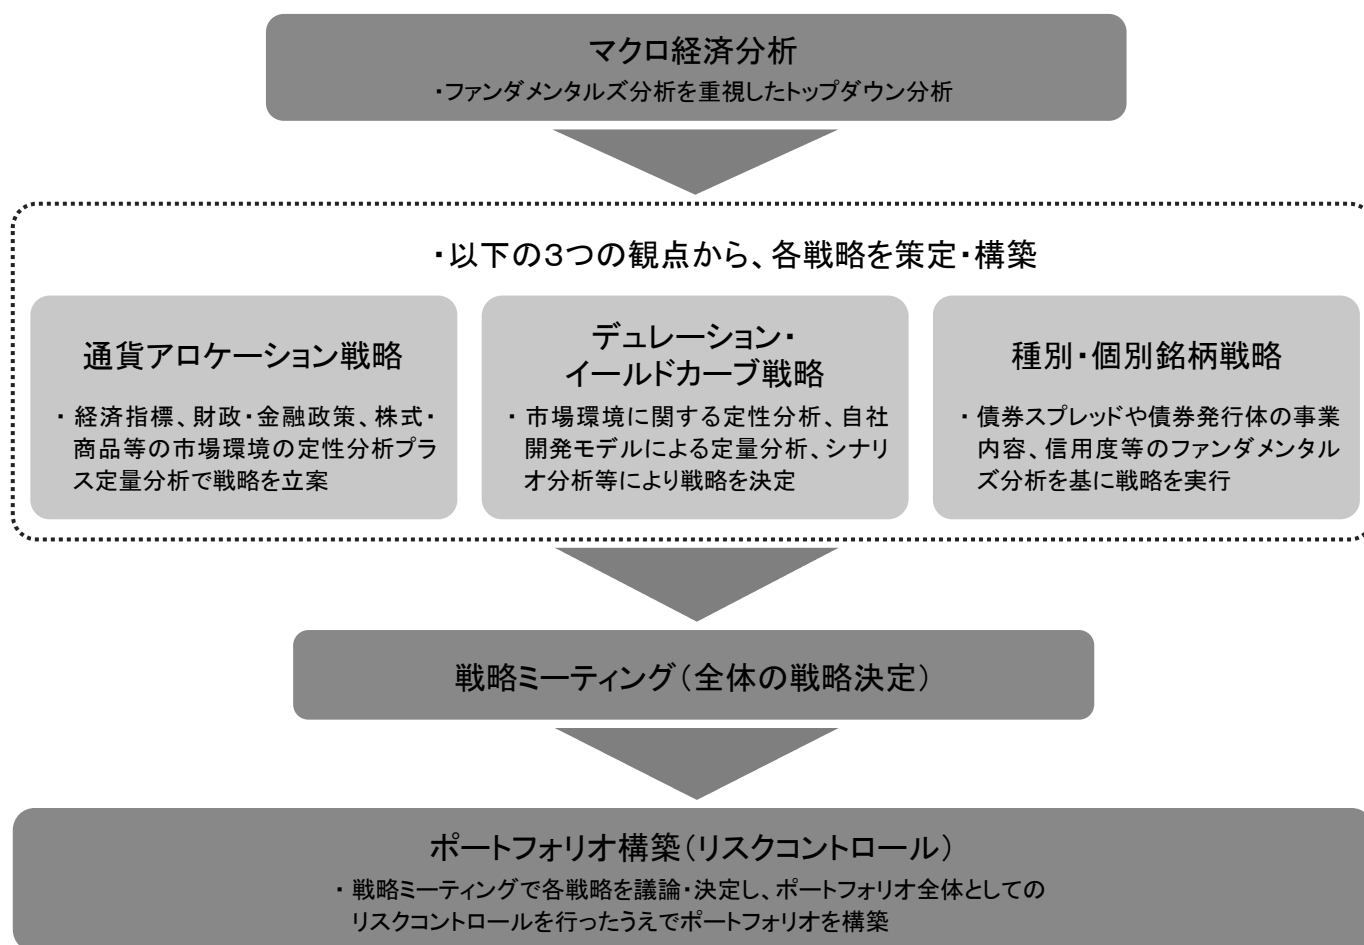 マクロ経済分析
・ファンダメンタルズ分析を重視したトップダウン分析
・以下の3つの観点から、各戦略を策定・構築
通貨アロケーション戦略
・経済指標、財政・金融政策、株式・
商品等の市場環境の定性分析プラ
ス定量分析で戦略を立案
デュレーション・
イールドカーブ戦略
・市場環境に関する定性分析、自社
開発モデルによる定量分析、シナリ
オ分析等により戦略を決定
種別・個別銘柄戦略
・債券スプレッドや債券発行体の事業
内容、信用度等のファンダメンタル
ズ分析を基に戦略を実行
戦略ミーティング(全体の戦略決定)
ポートフォリオ構築(リスクコントロール)
・戦略ミーティングで各戦略を議論・決定し、ポートフォリオ全体としての
リスクコントロールを行ったうえでポートフォリオを構築